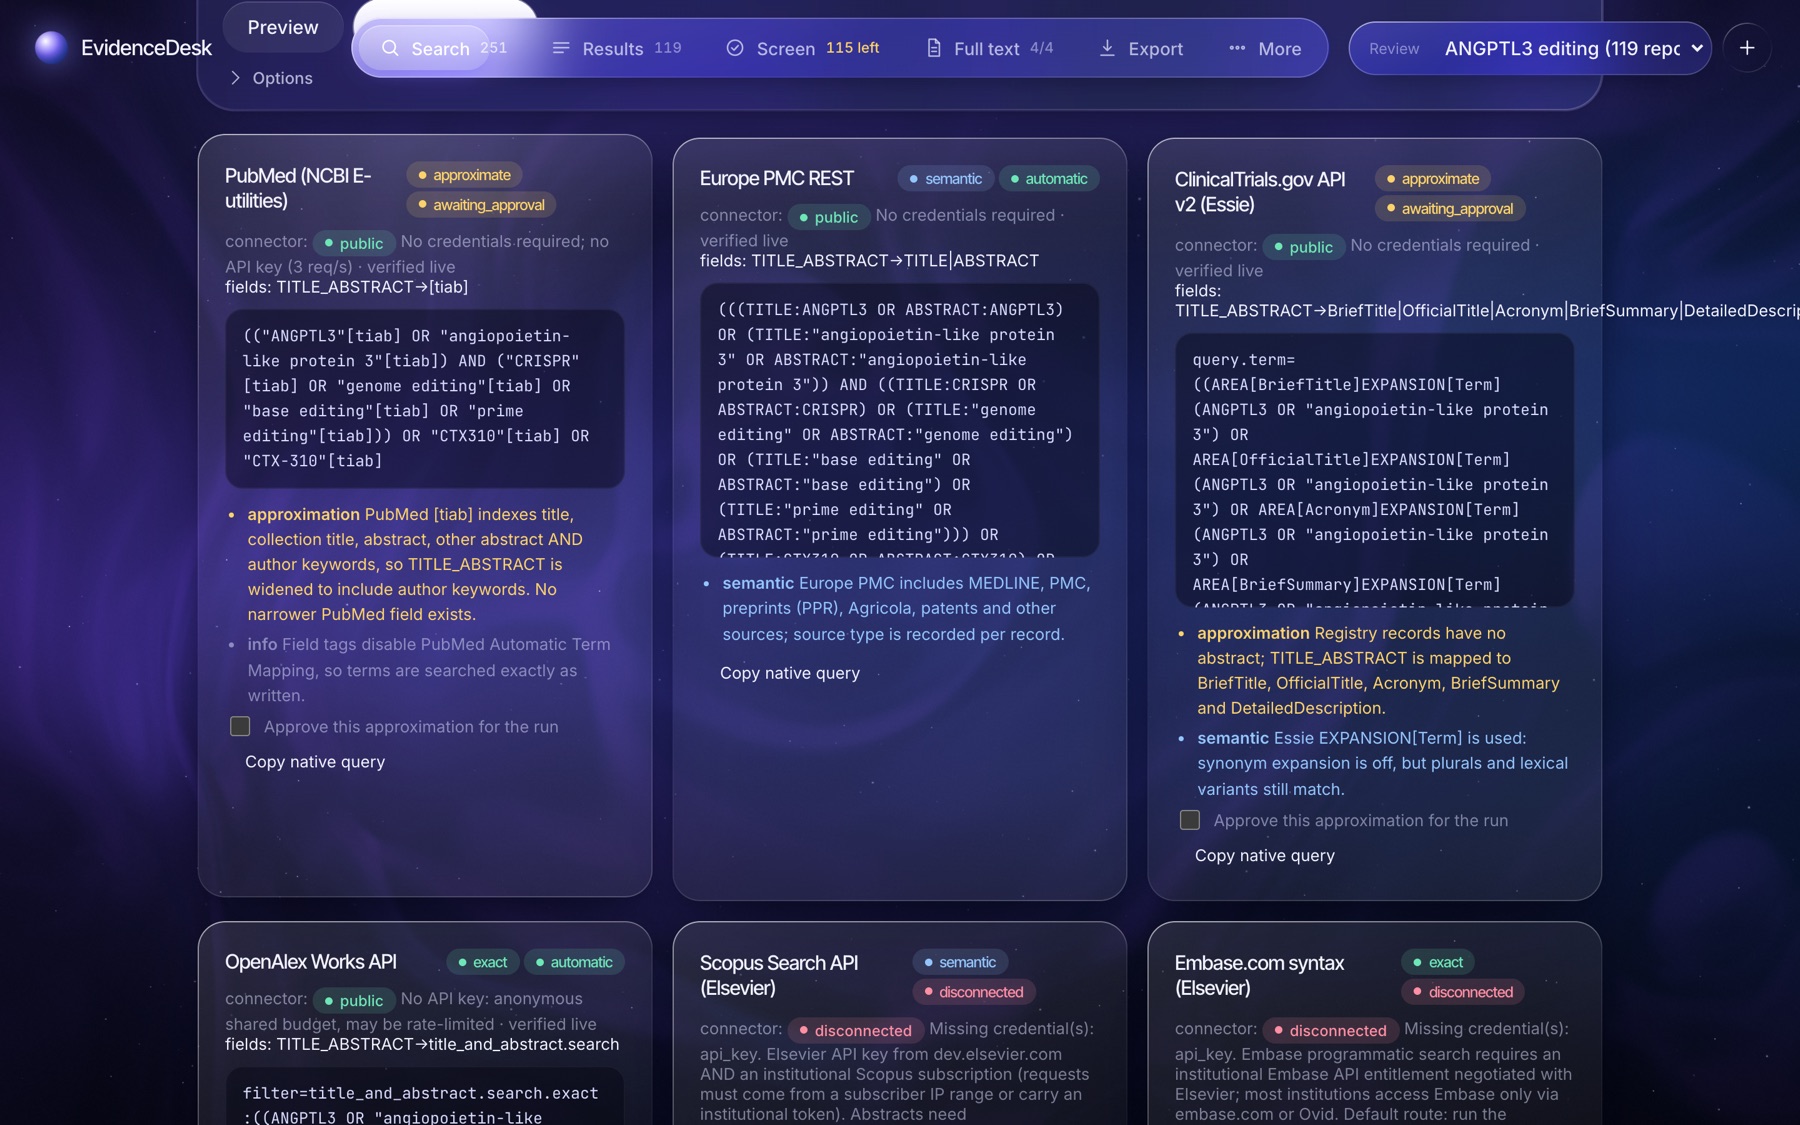 EvidenceDesk
Preview
Search 251
Results 119
Screen 115 left
Full text 4/4
Export
More
Review ANGPTL3 editing (119 repo
Options
PubMed (NCBI E-
utilities)
approximate
awaiting_approval
connector: public No credentials required; no
API key (3 req/s) · verified live
fields: TITLE_ABSTRACT→[tiab]
(("ANGPTL3"[tiab] OR "angiopoietin-
like protein 3"[tiab]) AND ("CRISPR"
[tiab] OR "genome editing"[tiab] OR
"base editing"[tiab] OR "prime
editing"[tiab])) OR "CTX310"[tiab] OR
"CTX-310"[tiab]
approximation PubMed [tiab] indexes title,
collection title, abstract, other abstract AND
author keywords, so TITLE_ABSTRACT is
widened to include author keywords. No
narrower PubMed field exists.
info Field tags disable PubMed Automatic Term
Mapping, so terms are searched exactly as
written.
Approve this approximation for the run
Copy native query
Europe PMC REST
semantic
automatic
connector: public No credentials required ·
verified live
fields: TITLE_ABSTRACT→TITLE|ABSTRACT
(((TITLE:ANGPTL3 OR ABSTRACT:ANGPTL3)
OR (TITLE:"angiopoietin-like protein
3" OR ABSTRACT:"angiopoietin-like
protein 3")) AND ((TITLE:CRISPR OR
ABSTRACT:CRISPR) OR (TITLE:"genome
editing" OR ABSTRACT:"genome editing")
OR (TITLE:"base editing" OR
ABSTRACT:"base editing") OR
(TITLE:"prime editing" OR
ABSTRACT:"prime editing"))) OR
(TITLE:CTX310 OR ABSTRACT:CTX310) OR
semantic Europe PMC includes MEDLINE, PMC,
preprints (PPR), Agricola, patents and other
sources; source type is recorded per record.
Copy native query
ClinicalTrials.gov API
v2 (Essie)
approximate
awaiting_approval
connector: public No credentials required ·
verified live
fields:
TITLE_ABSTRACT→BriefTitle|OfficialTitle|Acronym|BriefSummary|DetailedDescrip
query.term=
((AREA[BriefTitle]EXPANSION[Term]
(ANGPTL3 OR "angiopoietin-like protein
3") OR
AREA[OfficialTitle]EXPANSION[Term]
(ANGPTL3 OR "angiopoietin-like protein
3") OR AREA[Acronym]EXPANSION[Term]
(ANGPTL3 OR "angiopoietin-like protein
3") OR
AREA[BriefSummary]EXPANSION[Term]
(ANGPTL3 OR "angiopoietin-like protein
approximation Registry records have no
abstract; TITLE_ABSTRACT is mapped to
BriefTitle, OfficialTitle, Acronym, BriefSummary
and DetailedDescription.
semantic Essie EXPANSION[Term] is used:
synonym expansion is off, but plurals and lexical
variants still match.
Approve this approximation for the run
Copy native query
OpenAlex Works API
exact
automatic
connector: public No API key: anonymous
shared budget, may be rate-limited · verified live
fields: TITLE_ABSTRACT→title_and_abstract.search
filter=title_and_abstract.search.exact
:((ANGPTL3 OR "angiopoietin-like
Scopus Search API
(Elsevier)
semantic
disconnected
connector: disconnected Missing credential(s):
api_key. Elsevier API key from dev.elsevier.com
AND an institutional Scopus subscription (requests
must come from a subscriber IP range or carry an
institutional token). Abstracts need
Embase.com syntax
(Elsevier)
exact
disconnected
connector: disconnected Missing credential(s):
api_key. Embase programmatic search requires an
institutional Embase API entitlement negotiated with
Elsevier; most institutions access Embase only via
embase.com or Ovid. Default route: run the